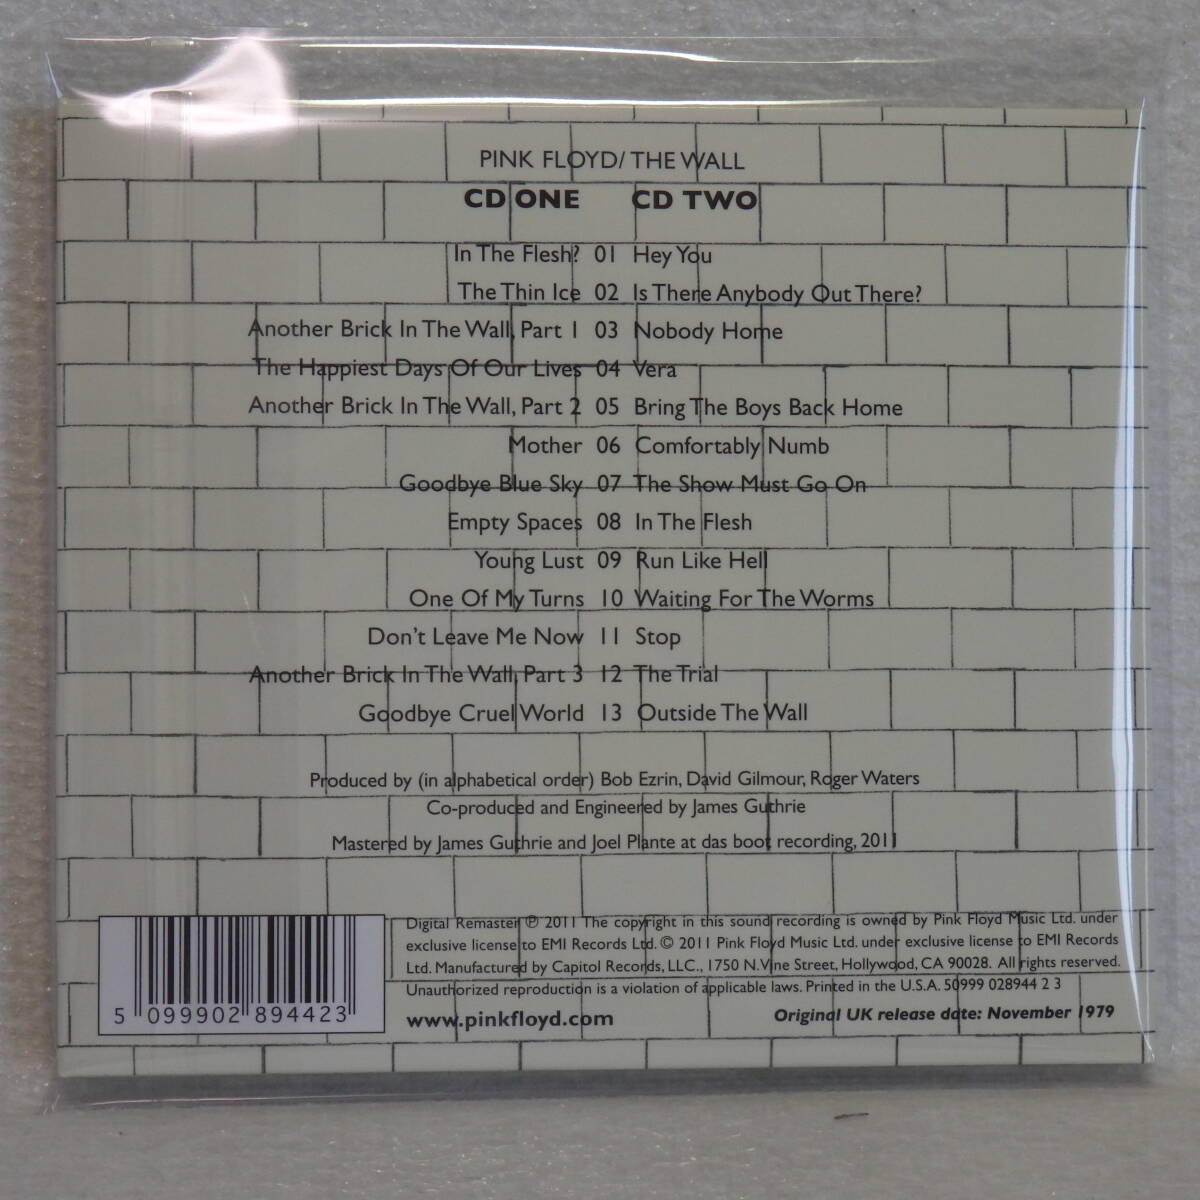 PINK FLOYD/ THE WALL
CD ONE CD TWO
In The Flesh? 01 Hey You
The Thin Ice 02 Is There Anybody Out There?
Another Brick In The Wall, Part 1 03 Nobody Home
The Happiest Days Of Our Lives 04 Vera
Another Brick In The Wall, Part 2 05 Bring The Boys Back Home
Mother 06 Comfortably Numb
Goodbye Blue Sky 07 The Show Must Go On
Empty Spaces 08 In The Flesh
Young Lust 09 Run Like Hell
One Of My Turns 10 Waiting For The Worms
Don't Leave Me Now 11 Stop
Another Brick In The Wall, Part 3 12 The Trial
Goodbye Cruel World 13 Outside The Wall
Produced by (in alphabetical order) Bob Ezrin, David Gilmour, Roger Waters
Co-produced and Engineered by James Guthrie
Mastered by James Guthrie and Joel Plante at das boot recording, 2011
Digital Remaster ℗ 2011 The copyright in this sound recording is owned by Pink Floyd Music Ltd. under
exclusive license to EMI Records Ltd. © 2011 Pink Floyd Music Ltd. under exclusive license to EMI Records
Ltd. Manufactured by Capitol Records, LLC., 1750 N. Vine Street, Hollywood, CA 90028. All rights reserved.
Unauthorized reproduction is a violation of applicable laws. Printed in the U.S.A. 50999 028944 2 3
www.pinkfloyd.com Original UK release date: November 1979
5 099902 894423